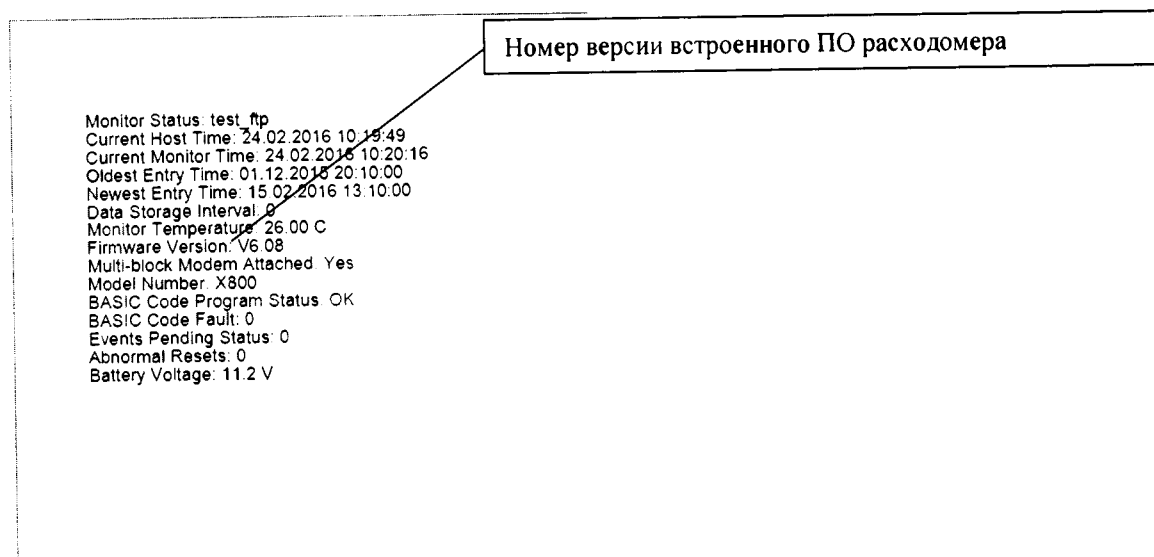 Номер версии встроенного ПО расходомера
Monitor Status: test_ftp
Current Host Time: 24.02.2016 10:19:49
Current Monitor Time: 24.02.2016 10:20:16
Oldest Entry Time: 01.12.2015 20:10:00
Newest Entry Time: 15.02.2016 13:10:00
Data Storage Interval: 0
Monitor Temperature: 26.00 C
Firmware Version: V6.08
Multi-block Modem Attached: Yes
Model Number: X800
BASIC Code Program Status: OK
BASIC Code Fault: 0
Events Pending Status: 0
Abnormal Resets: 0
Battery Voltage: 11.2 V